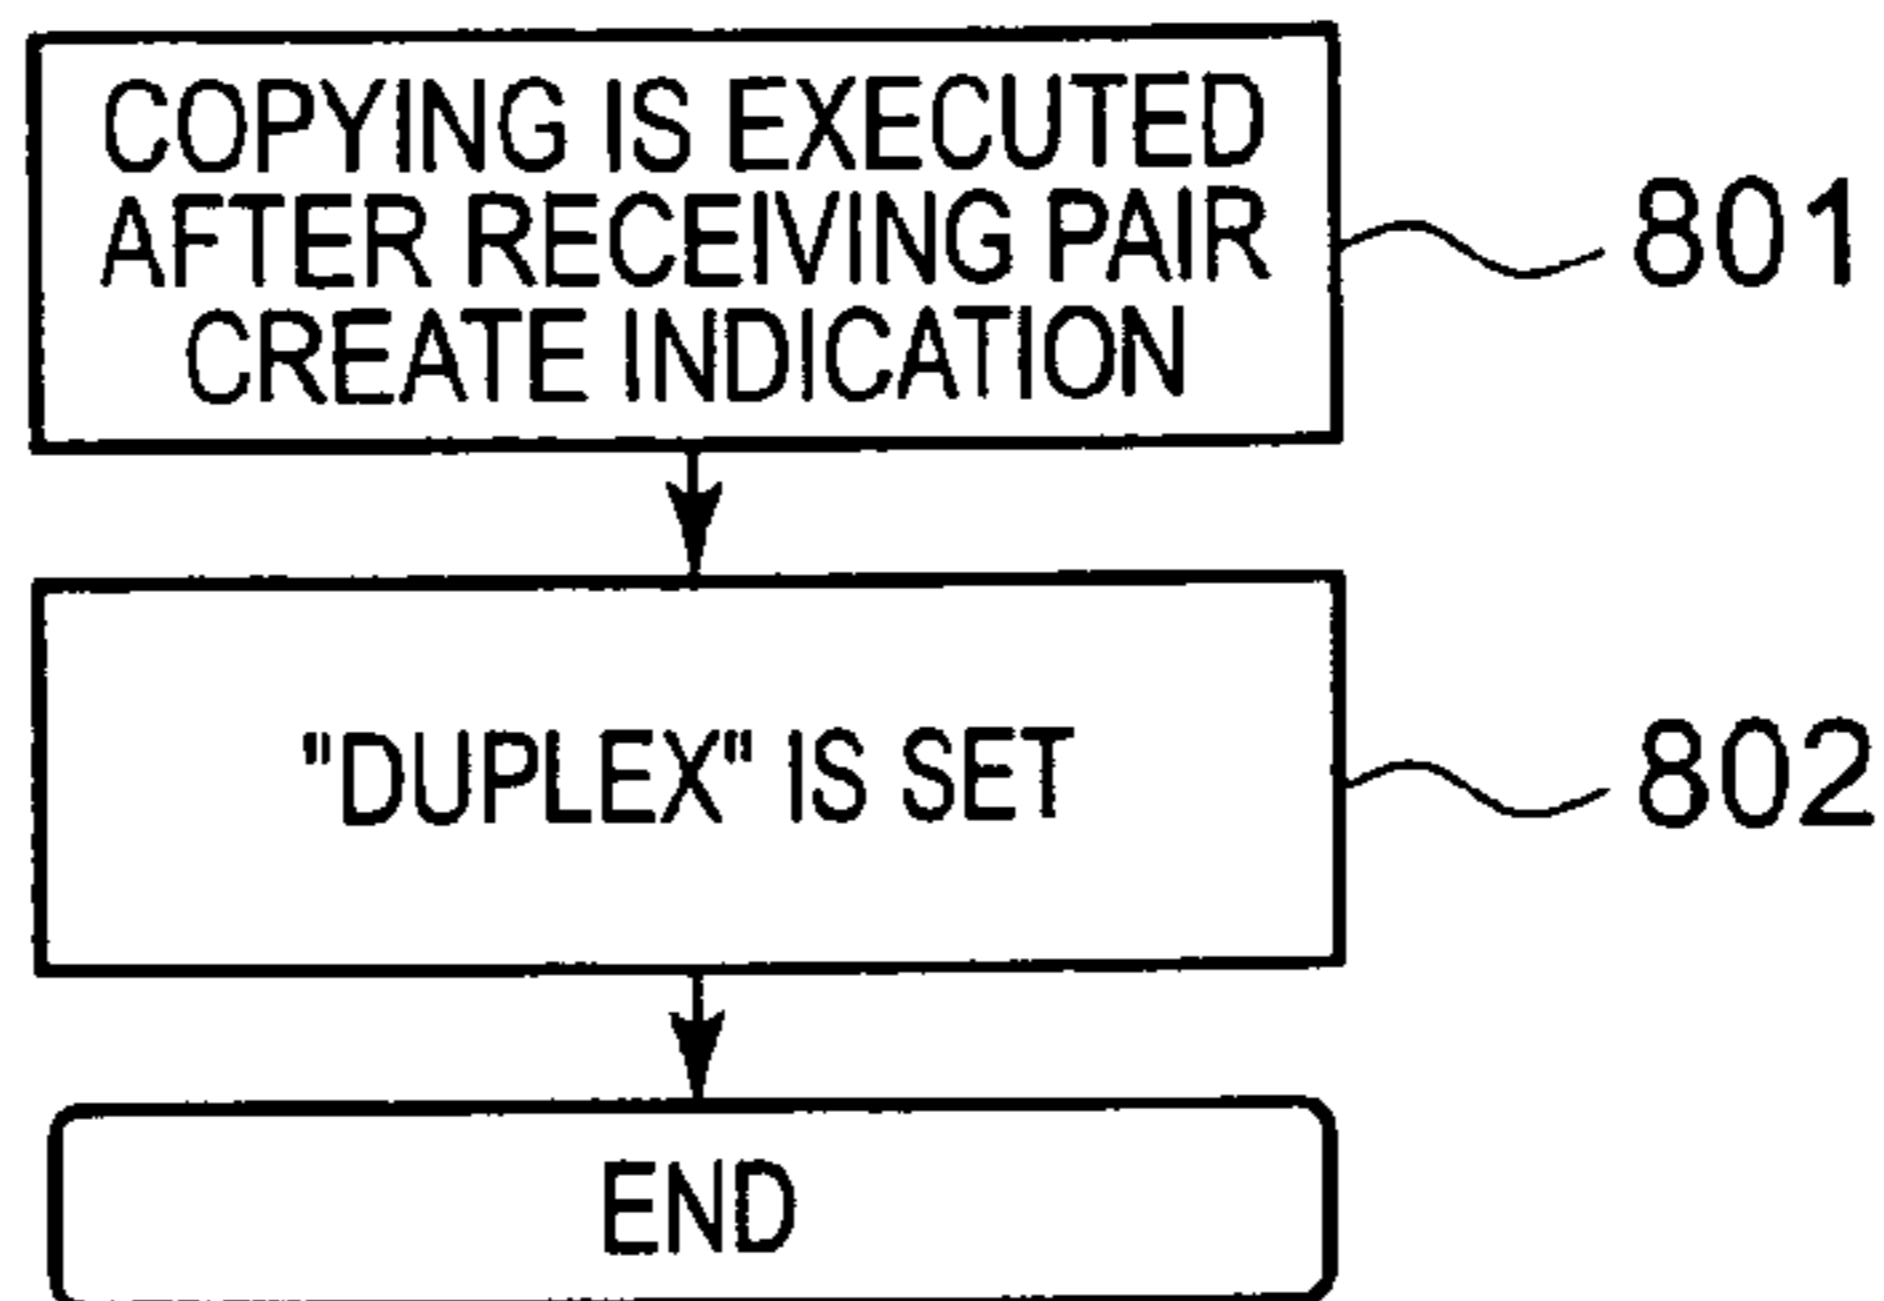 COPYING IS EXECUTED
AFTER RECEIVING PAIR
CREATE INDICATION
801
"DUPLEX" IS SET
802
END